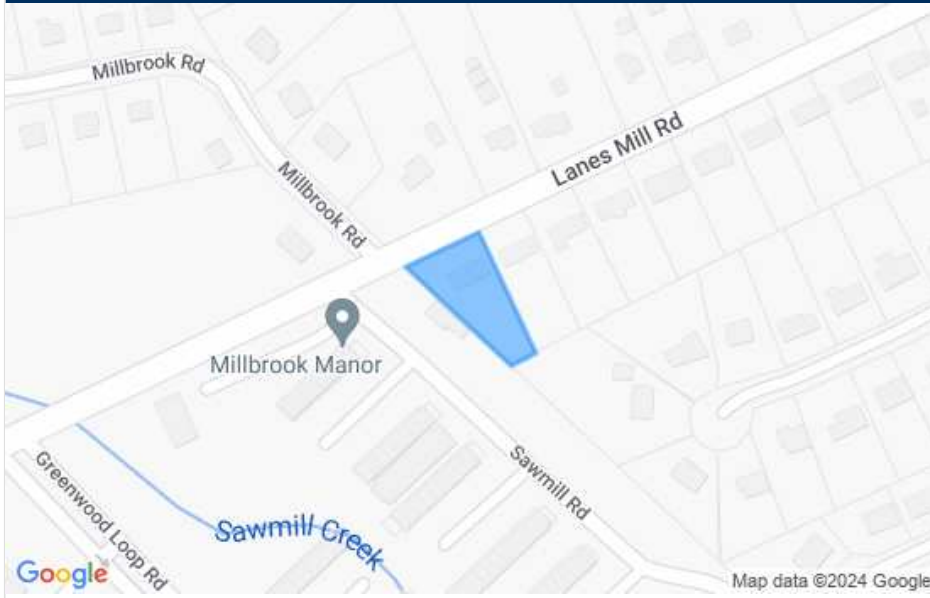 Millbrook Rd
Lanes Mill Rd
Millbrook Rd
Millbrook Manor
Sawmill Rd
Greenwood Loop Rd
Sawmill Creek
Google
Map data ©2024 Google